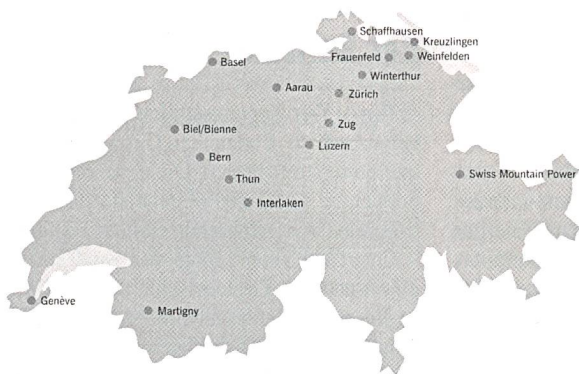 Schaffhausen
Kreuzlingen
Frauenfeld
Weinfelden
Basel
Winterthur
Aarau
Zürich
Zug
Biel/Bienne
Luzern
Bern
Swiss Mountain Power
Thun
Interlaken
Genève
Martigny